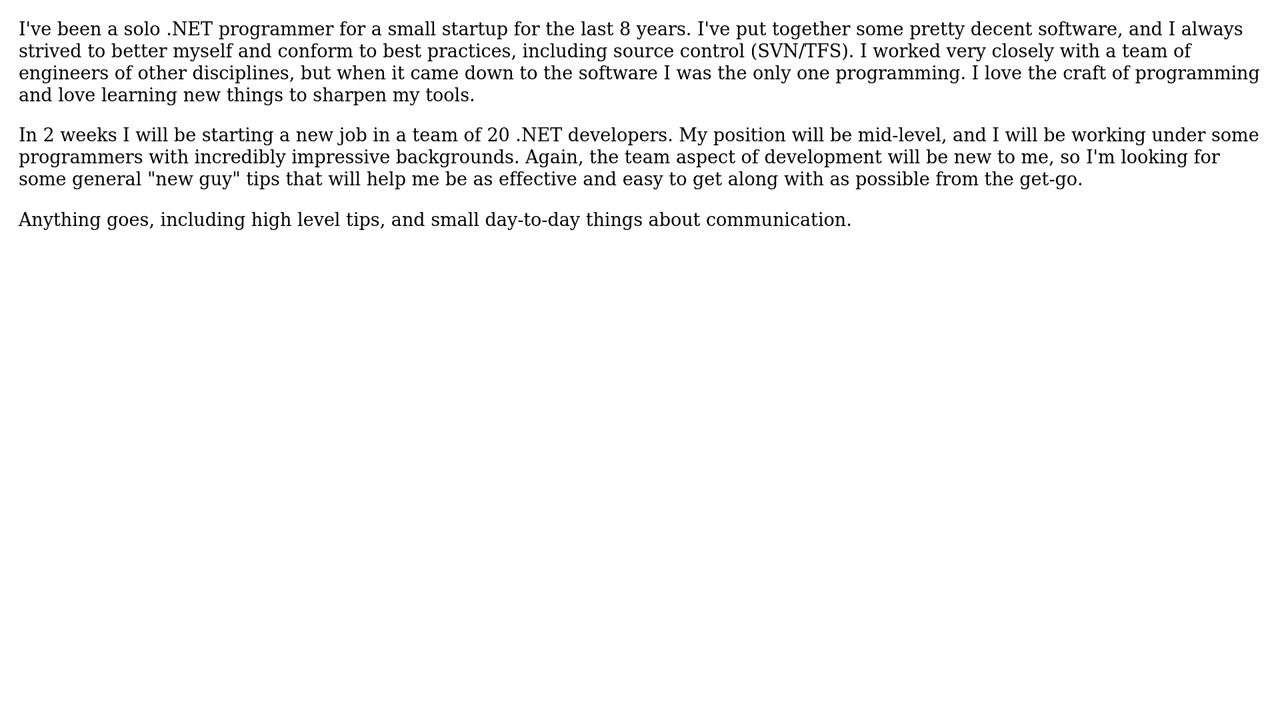 I've been a solo .NET programmer for a small startup for the last 8 years. I've put together some pretty decent software, and I always
strived to better myself and conform to best practices, including source control (SVN/TFS). I worked very closely with a team of
engineers of other disciplines, but when it came down to the software I was the only one programming. I love the craft of programming
and love learning new things to sharpen my tools.
In 2 weeks I will be starting a new job in a team of 20 .NET developers. My position will be mid-level, and I will be working under some
programmers with incredibly impressive backgrounds. Again, the team aspect of development will be new to me, so I'm looking for
some general "new guy" tips that will help me be as effective and easy to get along with as possible from the get-go.
Anything goes, including high level tips, and small day-to-day things about communication.